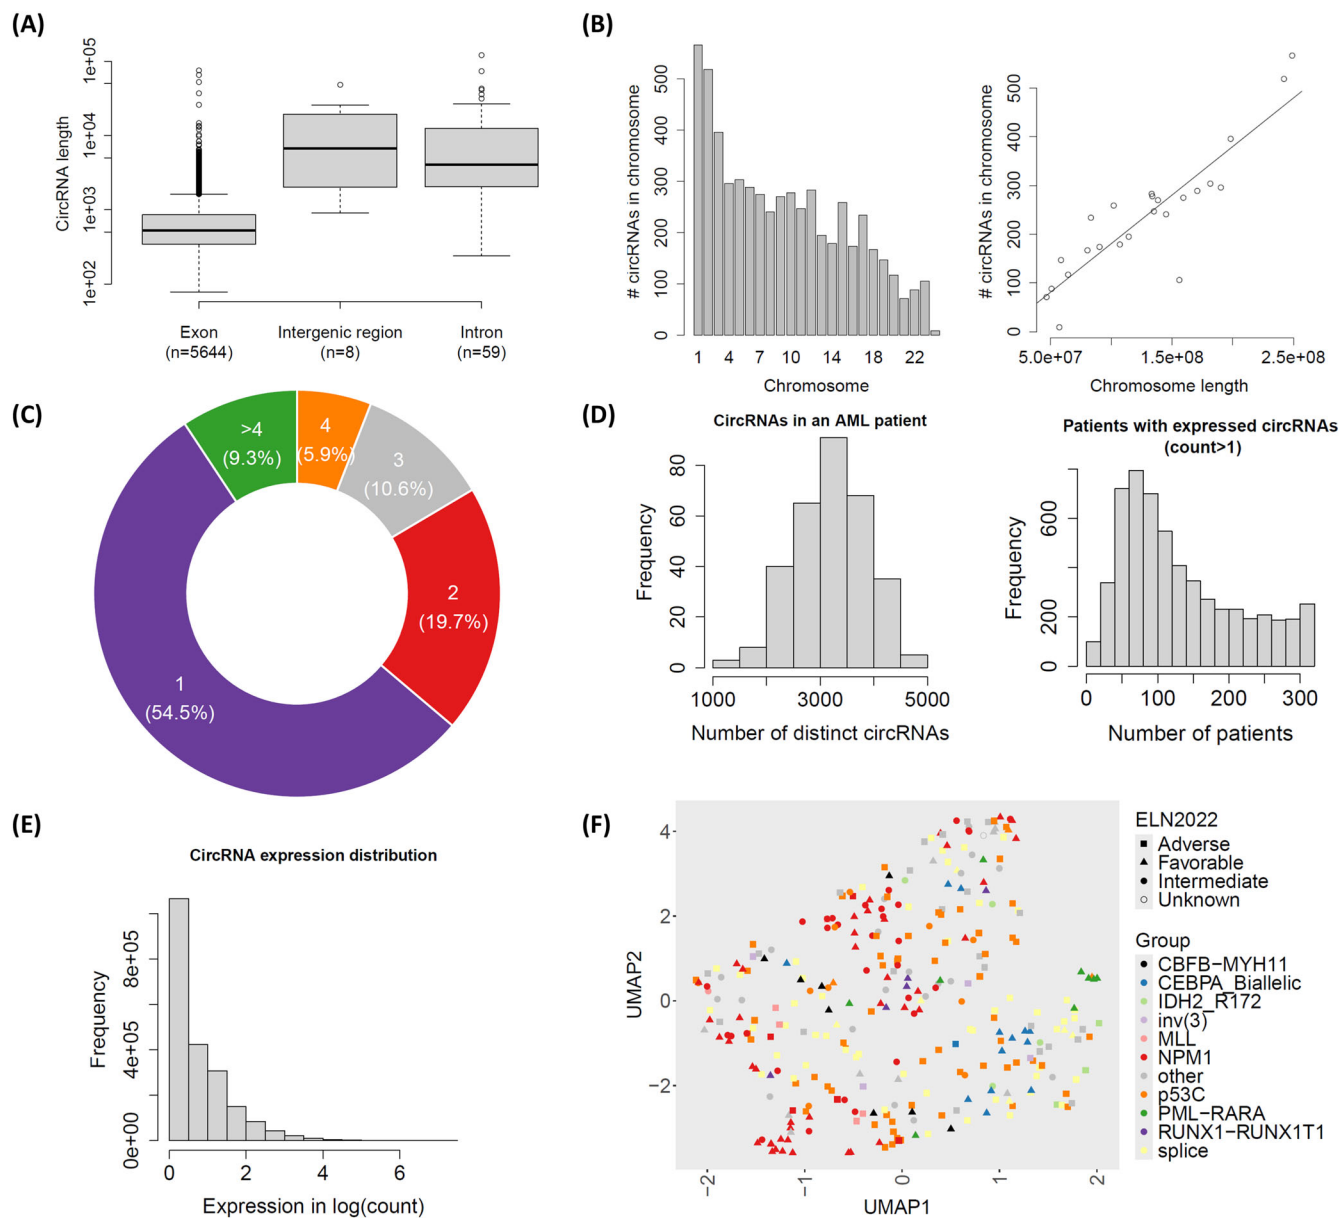 (A)
CircRNA length
1e+05
1e+04
1e+03
1e+02
Exon
(n=5644)
Intergenic region
(n=8)
Intron
(n=59)
(B)
# circRNAs in chromosome
500
400
300
200
100
0
1 4 7 10 14 18 22
Chromosome
# circRNAs in chromosome
500
400
300
200
100
0
5.0e+07 1.5e+08 2.5e+08
Chromosome length
(C)
>4
(9.3%)
4
(5.9%)
3
(10.6%)
2
(19.7%)
1
(54.5%)
(D)
CircRNAs in an AML patient
Frequency
80
60
40
20
0
1000 3000 5000
Number of distinct circRNAs
Patients with expressed circRNAs
(count>1)
Frequency
600
200
0
0 100 200 300
Number of patients
(E)
CircRNA expression distribution
Frequency
8e+05
4e+05
0e+00
0 2 4 6
Expression in log(count)
(F)
UMAP2
4
2
0
−2
−2 −1 0 1 2
UMAP1
ELN2022
Adverse
Favorable
Intermediate
Unknown
Group
CBFB−MYH11
CEBPA_Biallelic
IDH2_R172
inv(3)
MLL
NPM1
other
p53C
PML−RARA
RUNX1−RUNX1T1
splice